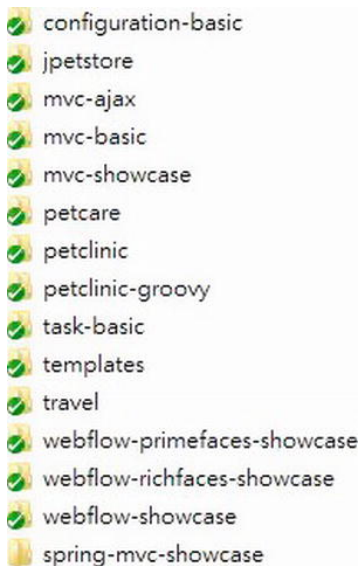 configuration-basic
jpetstore
mvc-ajax
mvc-basic
mvc-showcase
petcare
petclinic
petclinic-groovy
task-basic
templates
travel
webflow-primefaces-showcase
webflow-richfaces-showcase
webflow-showcase
spring-mvc-showcase